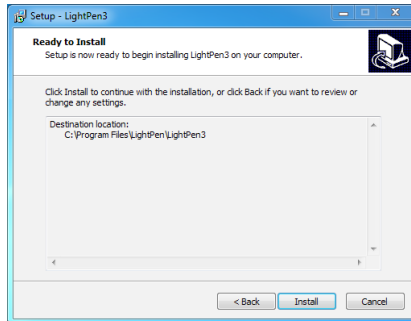 Setup - LightPen3
Ready to Install
Setup is now ready to begin installing LightPen3 on your computer.
Click Install to continue with the installation, or click Back if you want to review or
change any settings.
Destination location:
C:\Program Files\LightPen\LightPen3
< Back
Install
Cancel